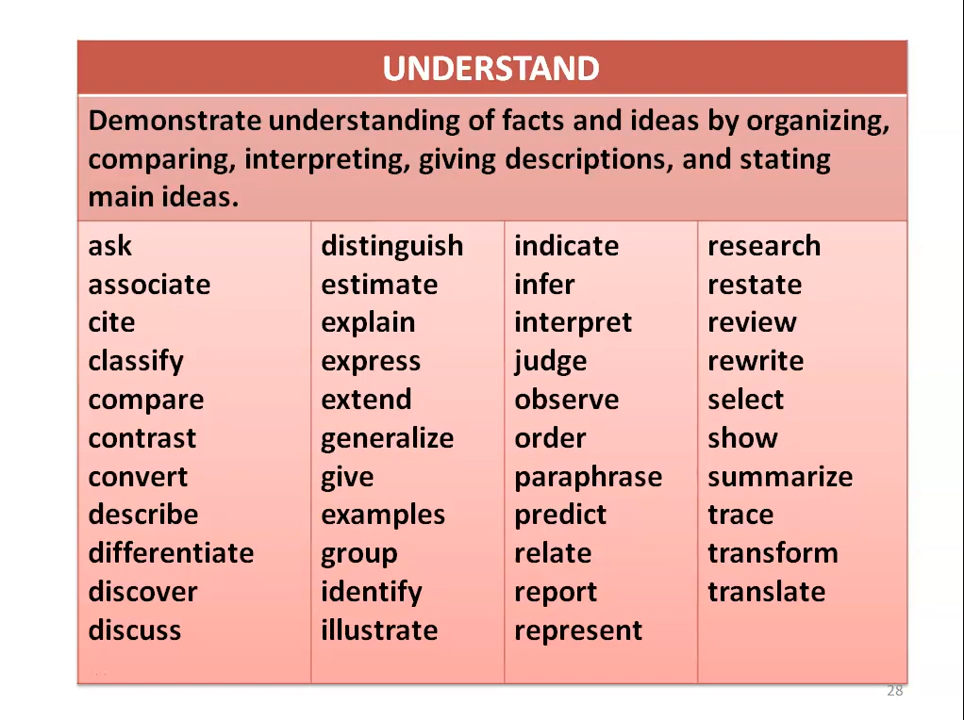 UNDERSTAND
Demonstrate understanding of facts and ideas by organizing,
comparing, interpreting, giving descriptions, and stating
main ideas.
ask
associate
cite
classify
compare
contrast
convert
describe
differentiate
discover
discuss
distinguish
estimate
explain
express
extend
generalize
give
examples
group
identify
illustrate
indicate
infer
interpret
judge
observe
order
paraphrase
predict
relate
report
represent
research
restate
review
rewrite
select
show
summarize
trace
transform
translate
28